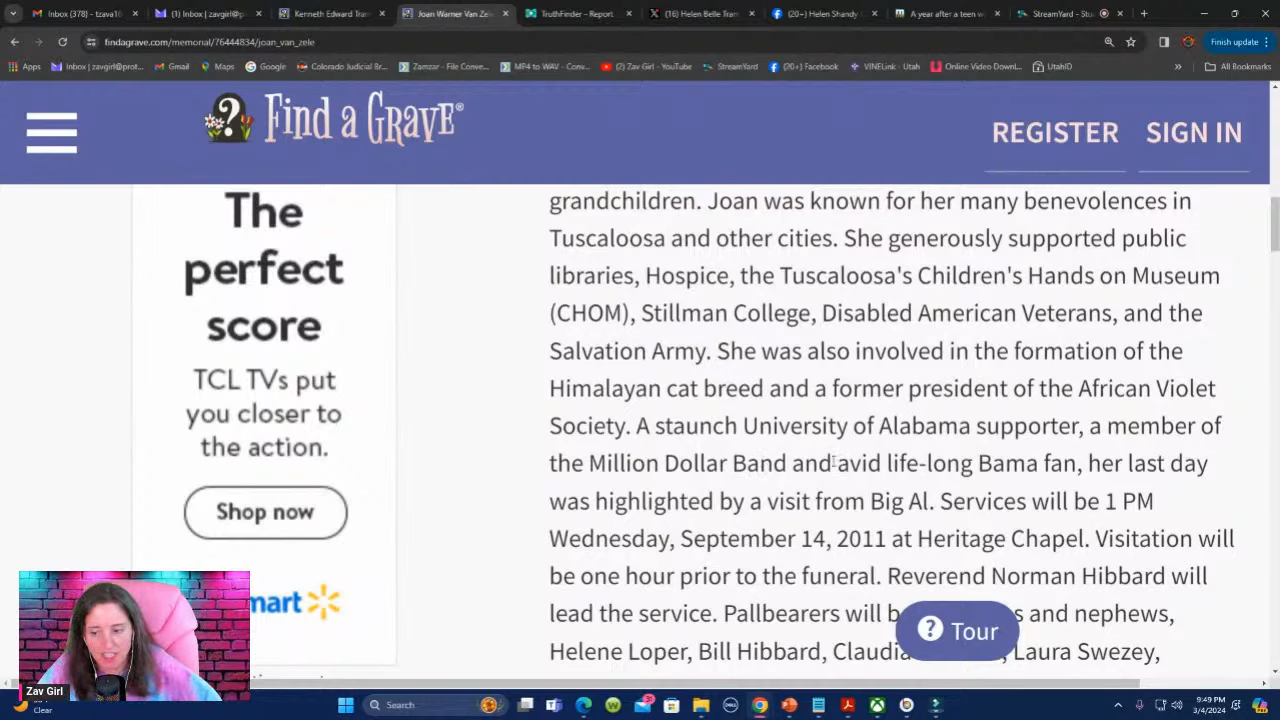 Inbox (1) - tzava1@
Inbox | zavgirl@p
Kenneth Edward Tran
Joan Warner Van Zele
TruthFinder - Report
(16) Helen Belle Tram
(20+) Helen Shandy
A year after a teen w
StreamYard - Stud
findagrave.com/memorial/76444834/joan_van_zele
Finish update
Apps
Inbox | zavgirl@prot...
Gmail
Maps
Google
Colorado Judicial Br...
Zamzar - File Conve...
MP4 to WAV - Conv...
(2) Zav Girl - YouTube
StreamYard
(20+) Facebook
VINELink - Utah
Online Video Downl...
UtahID
»
All Bookmarks
FIND A GRAVE®
REGISTER SIGN IN
The
perfect
score
TCL TVs put
you closer to
the action.
Shop now
mart
grandchildren. Joan was known for her many benevolences in
Tuscaloosa and other cities. She generously supported public
libraries, Hospice, the Tuscaloosa's Children's Hands on Museum
(CHOM), Stillman College, Disabled American Veterans, and the
Salvation Army. She was also involved in the formation of the
Himalayan cat breed and a former president of the African Violet
Society. A staunch University of Alabama supporter, a member of
the Million Dollar Band and avid life-long Bama fan, her last day
was highlighted by a visit from Big Al. Services will be 1 PM
Wednesday, September 14, 2011 at Heritage Chapel. Visitation will
be one hour prior to the funeral. Reverend Norman Hibbard will
lead the service. Pallbearers will b s and nephews,
Helene Loper, Bill Hibbard, Claudia Laura Swezey,
? Tour
Zav Girl
Clear
Search
9:49 PM
3/4/2024